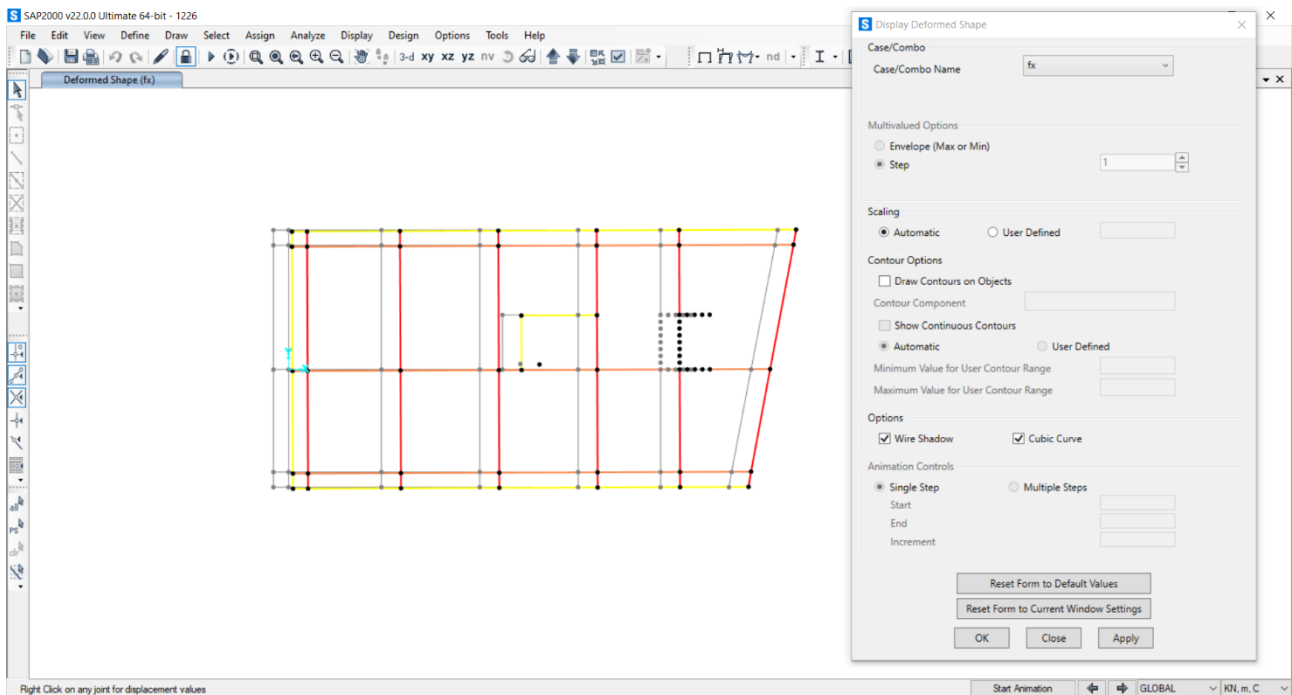 SAP2000 v22.0.0 Ultimate 64-bit - 1226
File Edit View Define Draw Select Assign Analyze Display Design Options Tools Help
3-d xy xz yz nv nd
Deformed Shape (fx)
Y
all
PS
clr
Right Click on any joint for displacement values
Start Animation
GLOBAL
KN, m, C
Display Deformed Shape
Case/Combo
Case/Combo Name
fx
Multivalued Options
Envelope (Max or Min)
Step
1
Scaling
Automatic
User Defined
Contour Options
Draw Contours on Objects
Contour Component
Show Continuous Contours
Automatic
User Defined
Minimum Value for User Contour Range
Maximum Value for User Contour Range
Options
Wire Shadow
Cubic Curve
Animation Controls
Single Step
Multiple Steps
Start
End
Increment
Reset Form to Default Values
Reset Form to Current Window Settings
OK
Close
Apply